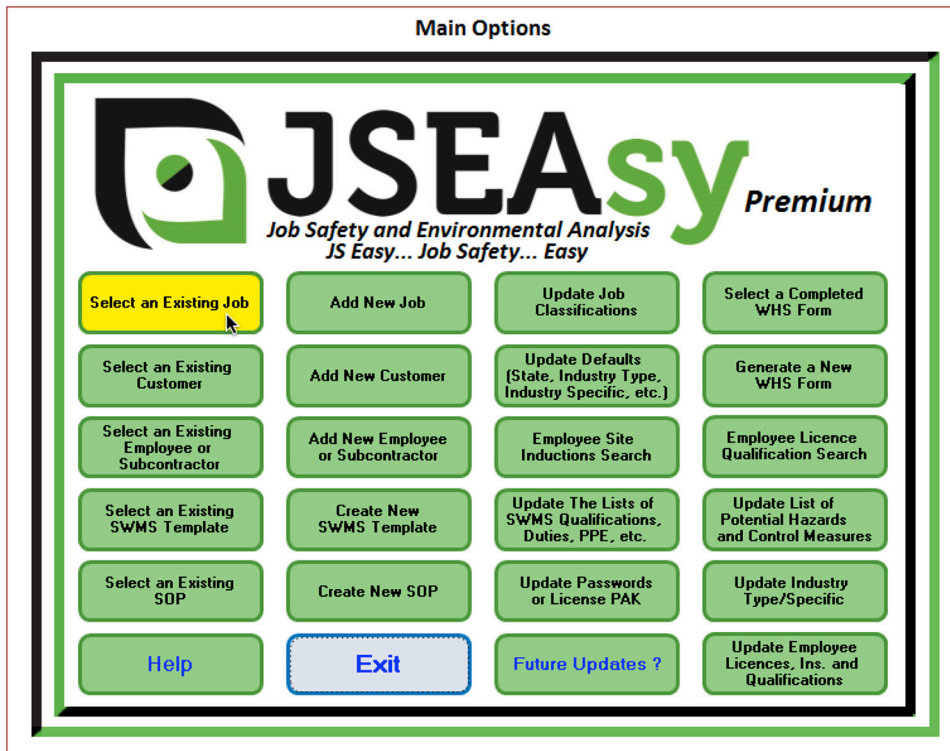 Main Options
JSEAsy Premium
Job Safety and Environmental Analysis
JS Easy... Job Safety... Easy
Select an Existing Job
Add New Job
Update Job
Classifications
Select a Completed
WHS Form
Select an Existing
Customer
Add New Customer
Update Defaults
(State, Industry Type,
Industry Specific, etc.)
Generate a New
WHS Form
Select an Existing
Employee or
Subcontractor
Add New Employee
or Subcontractor
Employee Site
Inductions Search
Employee Licence
Qualification Search
Select an Existing
SWMS Template
Create New
SWMS Template
Update The Lists of
SWMS Qualifications,
Duties, PPE, etc.
Update List of
Potential Hazards
and Control Measures
Select an Existing
SOP
Create New SOP
Update Passwords
or License PAK
Update Industry
Type/Specific
Help
Exit
Future Updates ?
Update Employee
Licences, Ins. and
Qualifications